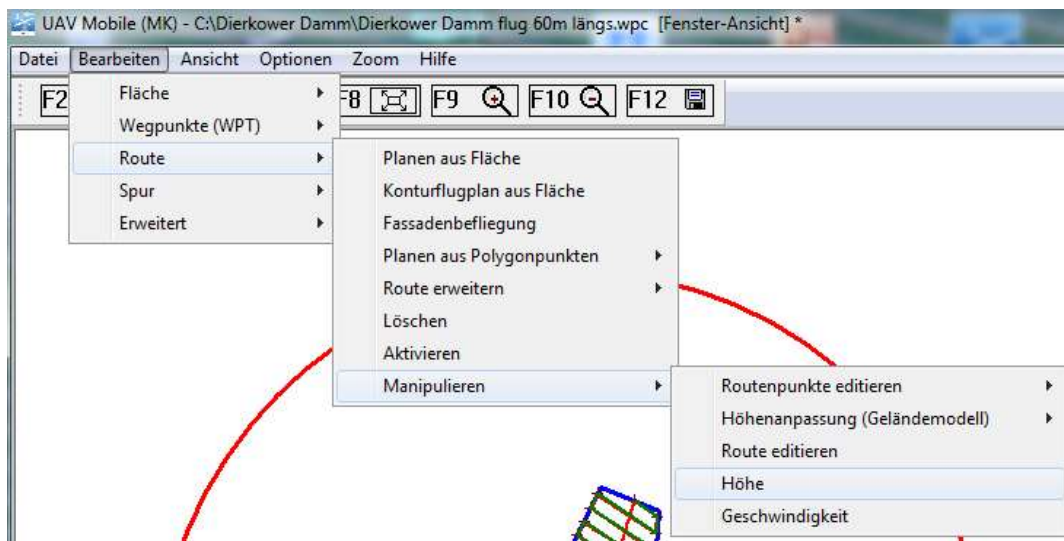 UAV Mobile (MK) - C:\Dierkower Damm\Dierkower Damm flug 60m längs.wpc [Fenster-Ansicht] *
Datei Bearbeiten Ansicht Optionen Zoom Hilfe
F2 F8 F9 F10 F12
Fläche
Wegpunkte (WPT)
Route
Spur
Erweitert
Planen aus Fläche
Konturflugplan aus Fläche
Fassadenbefliegung
Planen aus Polygonpunkten
Route erweitern
Löschen
Aktivieren
Manipulieren
Routenpunkte editieren
Höhenanpassung (Geländemodell)
Route editieren
Höhe
Geschwindigkeit